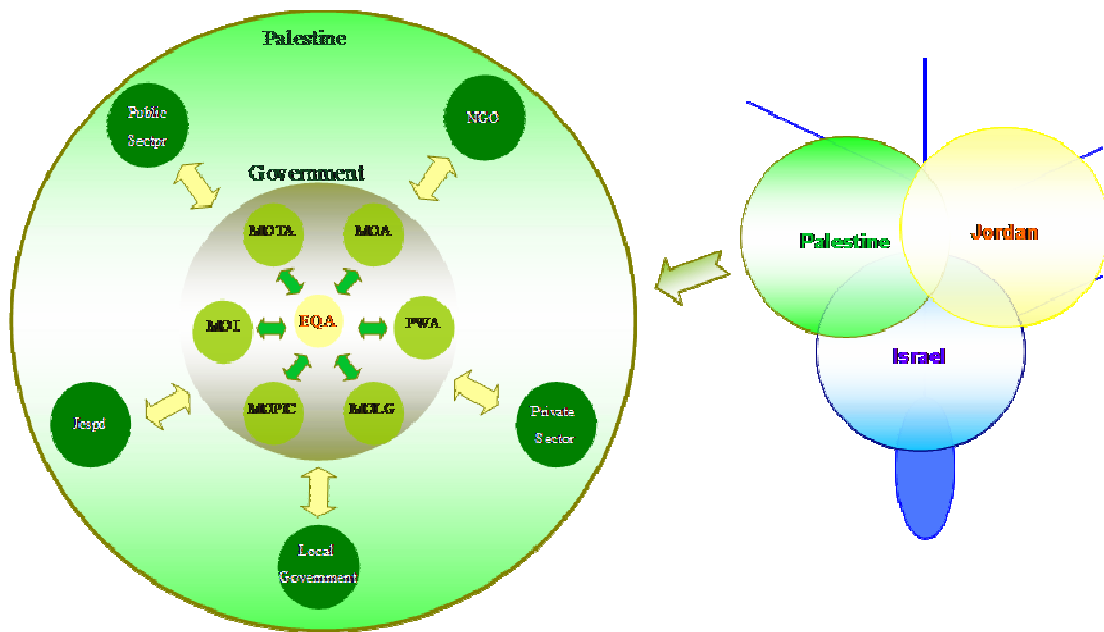 Palestine
Public
Sectpr
NGO
Government
MOTA
MOA
MOI
EQA
PWA
MOPIC
MOLG
Jespd
Private
Sector
Local
Government
Palestine
Jordan
Israel